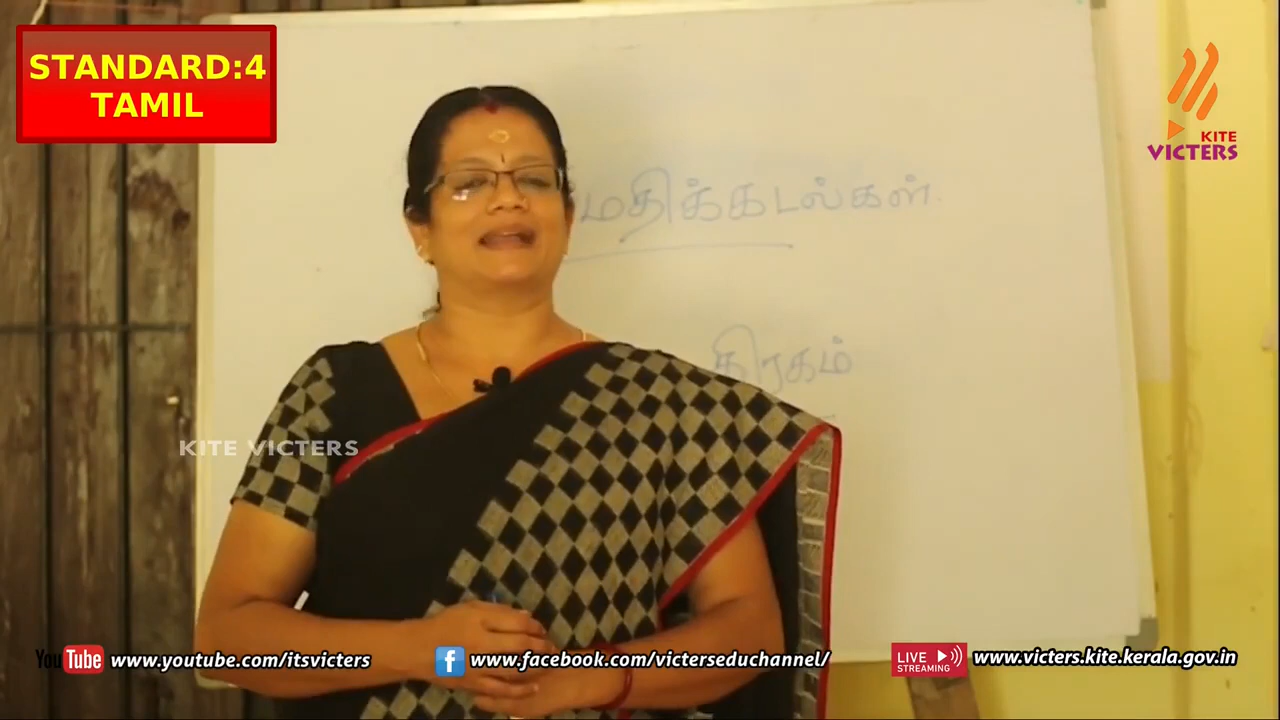 STANDARD:4
TAMIL
KITE
VICTERS
மதிக்கடல்கள்.
கிரகம்
KITE VICTERS
YouTube www.youtube.com/itsvicters
f www.facebook.com/victerseduchannel/
LIVE
STREAMING
www.victers.kite.kerala.gov.in